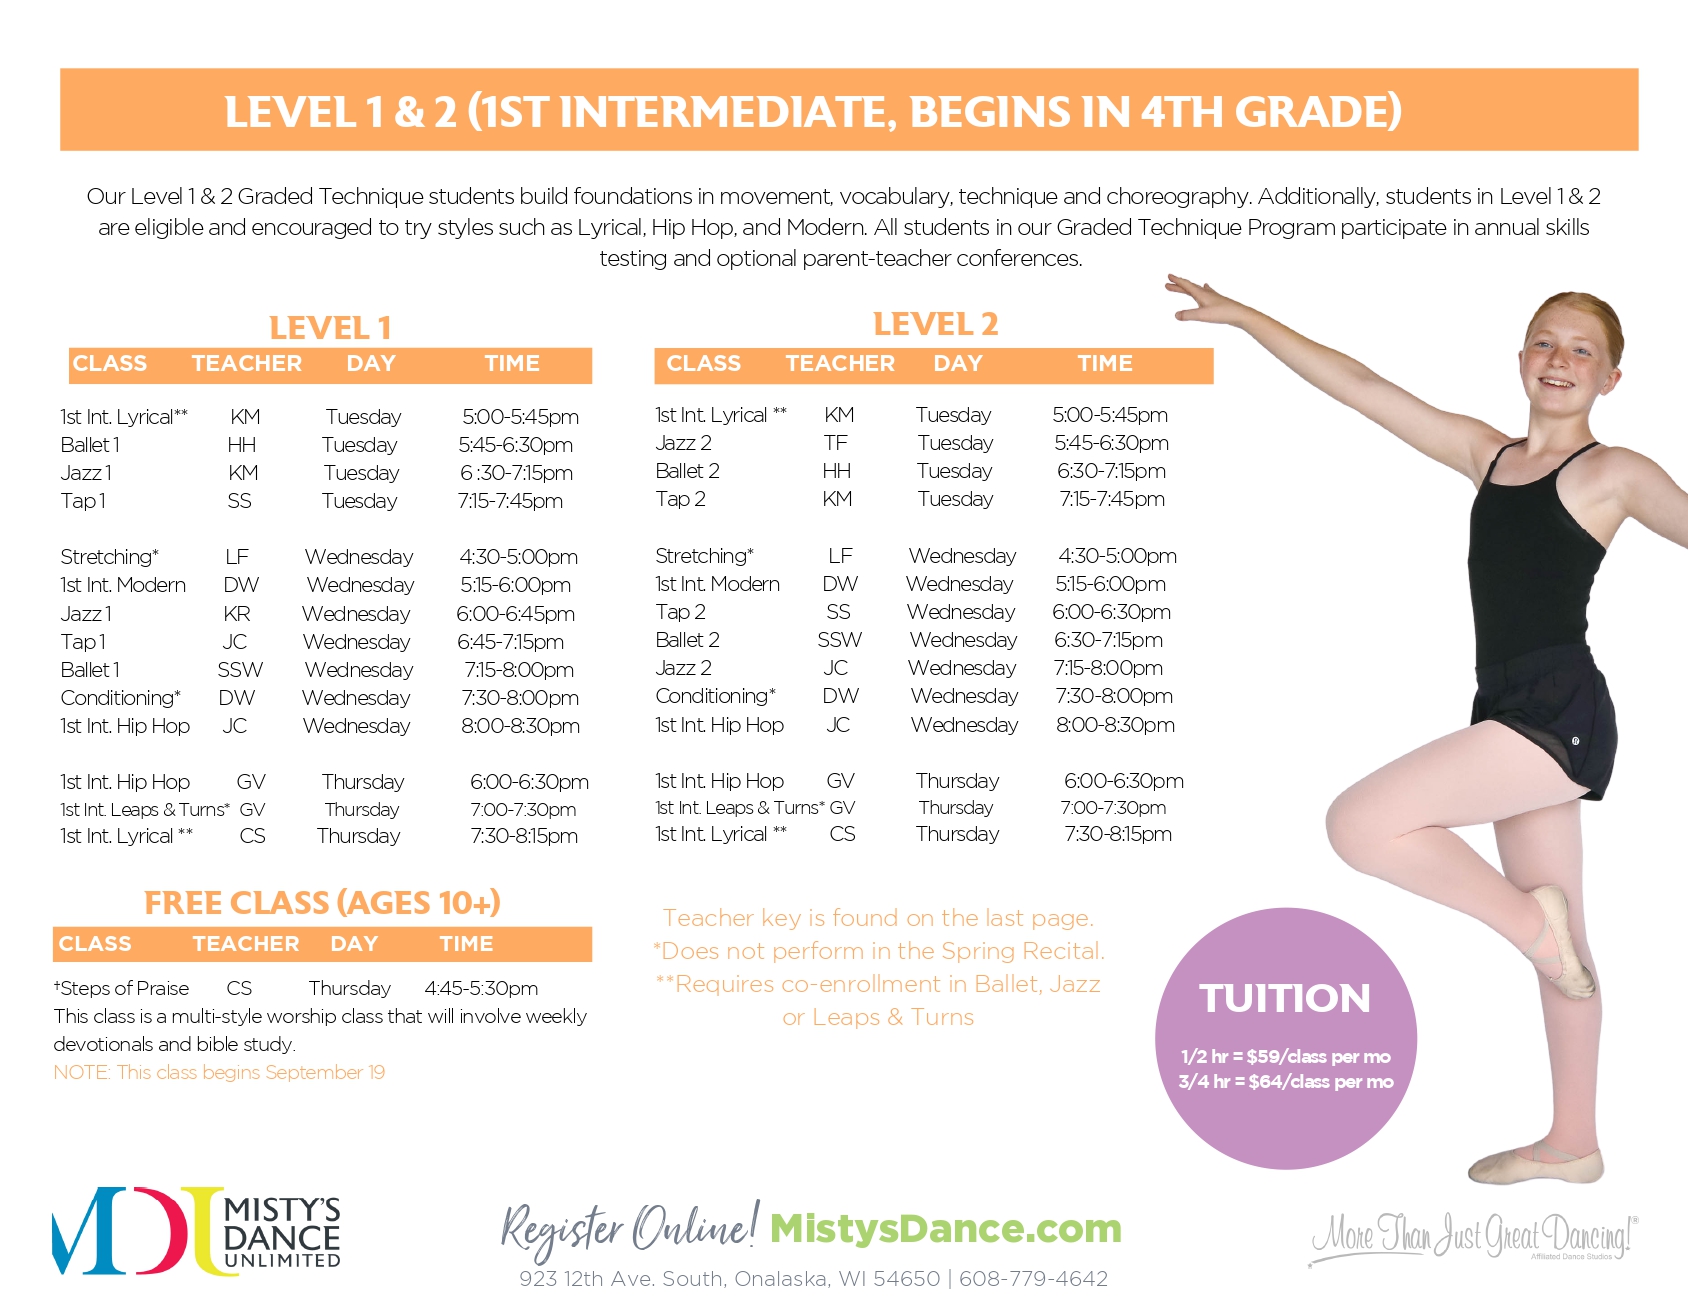 LEVEL 1 & 2 (1ST INTERMEDIATE, BEGINS IN 4TH GRADE)
Our Level 1 & 2 Graded Technique students build foundations in movement, vocabulary, technique and choreography. Additionally, students in Level 1 & 2
are eligible and encouraged to try styles such as Lyrical, Hip Hop, and Modern. All students in our Graded Technique Program participate in annual skills
testing and optional parent-teacher conferences.
LEVEL 1
CLASS TEACHER DAY TIME
1st Int. Lyrical** KM Tuesday 5:00-5:45pm
Ballet 1 HH Tuesday 5:45-6:30pm
Jazz 1 KM Tuesday 6 :30-7:15pm
Tap 1 SS Tuesday 7:15-7:45pm
Stretching* LF Wednesday 4:30-5:00pm
1st Int. Modern DW Wednesday 5:15-6:00pm
Jazz 1 KR Wednesday 6:00-6:45pm
Tap 1 JC Wednesday 6:45-7:15pm
Ballet 1 SSW Wednesday 7:15-8:00pm
Conditioning* DW Wednesday 7:30-8:00pm
1st Int. Hip Hop JC Wednesday 8:00-8:30pm
1st Int. Hip Hop GV Thursday 6:00-6:30pm
1st Int. Leaps & Turns* GV Thursday 7:00-7:30pm
1st Int. Lyrical ** CS Thursday 7:30-8:15pm
LEVEL 2
CLASS TEACHER DAY TIME
1st Int. Lyrical ** KM Tuesday 5:00-5:45pm
Jazz 2 TF Tuesday 5:45-6:30pm
Ballet 2 HH Tuesday 6:30-7:15pm
Tap 2 KM Tuesday 7:15-7:45pm
Stretching* LF Wednesday 4:30-5:00pm
1st Int. Modern DW Wednesday 5:15-6:00pm
Tap 2 SS Wednesday 6:00-6:30pm
Ballet 2 SSW Wednesday 6:30-7:15pm
Jazz 2 JC Wednesday 7:15-8:00pm
Conditioning* DW Wednesday 7:30-8:00pm
1st Int. Hip Hop JC Wednesday 8:00-8:30pm
1st Int. Hip Hop GV Thursday 6:00-6:30pm
1st Int. Leaps & Turns* GV Thursday 7:00-7:30pm
1st Int. Lyrical ** CS Thursday 7:30-8:15pm
FREE CLASS (AGES 10+)
CLASS TEACHER DAY TIME
†Steps of Praise CS Thursday 4:45-5:30pm
This class is a multi-style worship class that will involve weekly
devotionals and bible study.
NOTE: This class begins September 19
Teacher key is found on the last page.
*Does not perform in the Spring Recital.
**Requires co-enrollment in Ballet, Jazz
or Leaps & Turns
TUITION
1/2 hr = $59/class per mo
3/4 hr = $64/class per mo
MDU MISTY'S
DANCE
UNLIMITED
Register Online! MistysDance.com
923 12th Ave. South, Onalaska, WI 54650 | 608-779-4642
*More Than Just Great Dancing!®
Affiliated Dance Studios